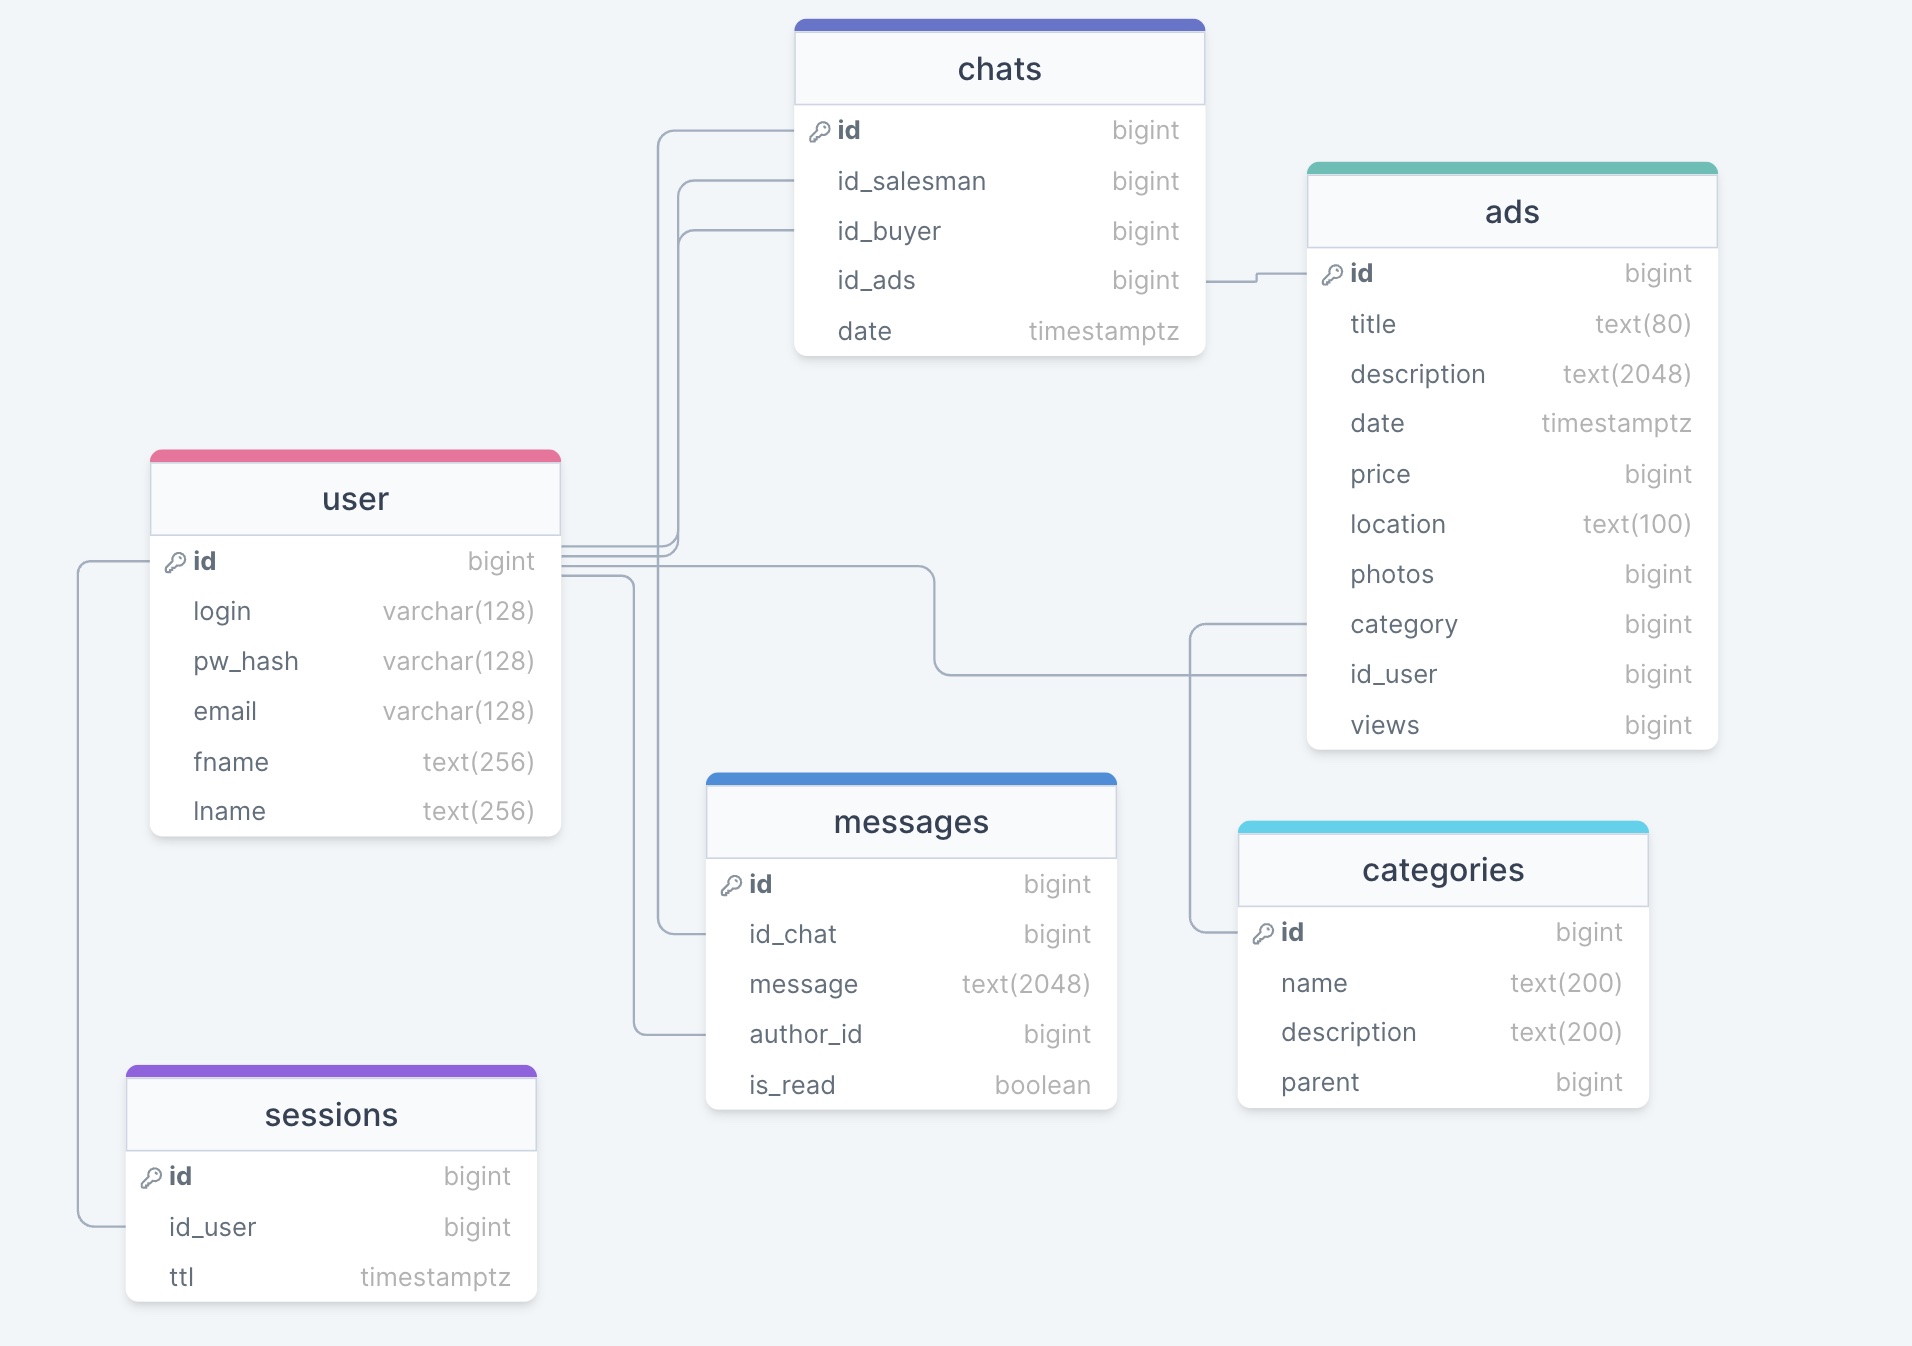 chats
id bigint
id_salesman bigint
id_buyer bigint
id_ads bigint
date timestamptz
ads
id bigint
title text(80)
description text(2048)
date timestamptz
price bigint
location text(100)
photos bigint
category bigint
id_user bigint
views bigint
user
id bigint
login varchar(128)
pw_hash varchar(128)
email varchar(128)
fname text(256)
lname text(256)
messages
id bigint
id_chat bigint
message text(2048)
author_id bigint
is_read boolean
categories
id bigint
name text(200)
description text(200)
parent bigint
sessions
id bigint
id_user bigint
ttl timestamptz